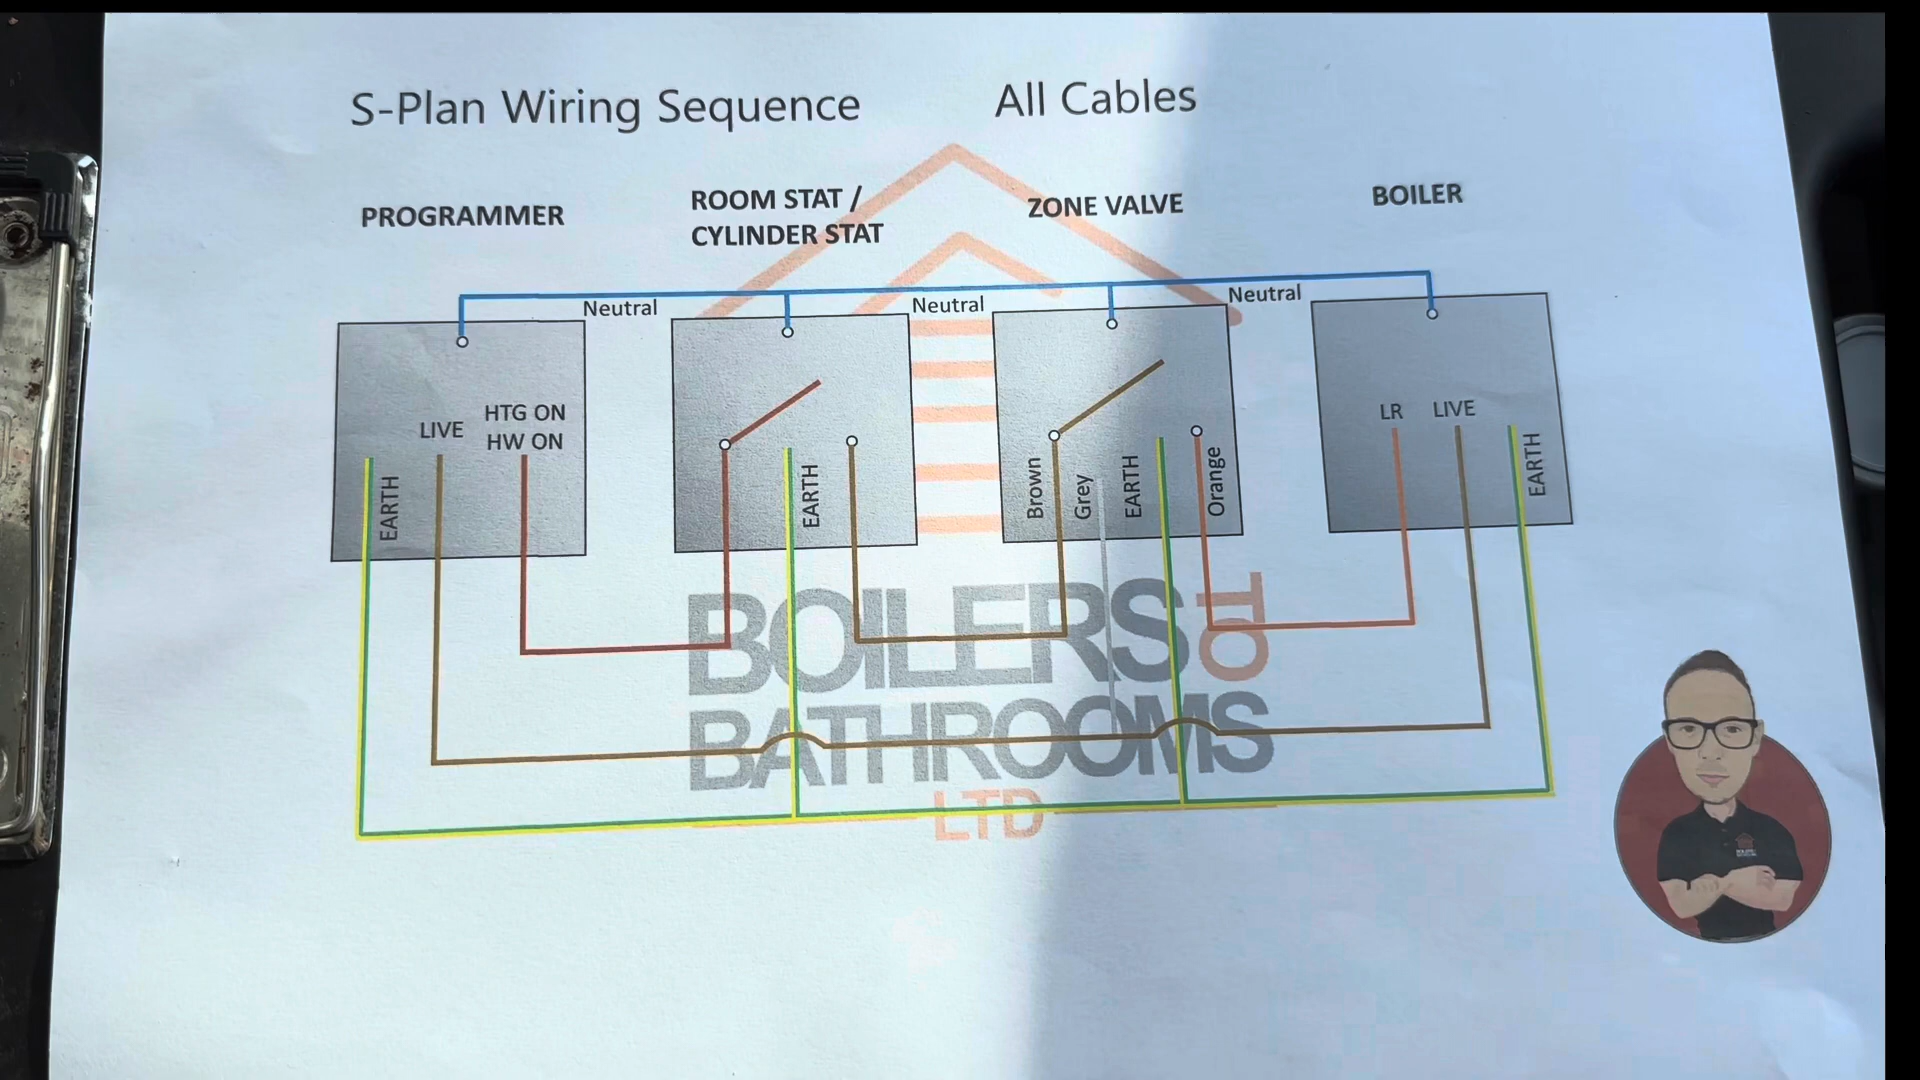 S-Plan Wiring Sequence
All Cables
PROGRAMMER
ROOM STAT /
CYLINDER STAT
ZONE VALVE
BOILER
Neutral
Neutral
Neutral
EARTH
LIVE
HTG ON
HW ON
EARTH
Brown
Grey
EARTH
Orange
LR
LIVE
EARTH
BOILERS
TO
BATHROOMS
LTD